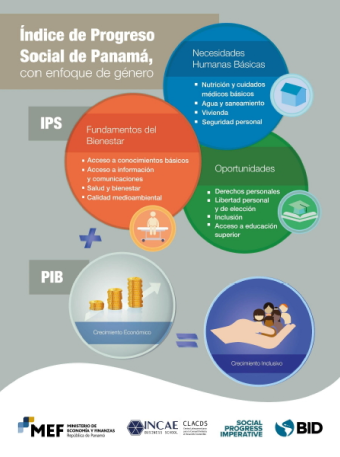 Índice de Progreso
Social de Panamá,
con enfoque de género
Necesidades
Humanas Básicas
Nutrición y cuidados
médicos básicos
Agua y saneamiento
Vivienda
Seguridad personal
IPS
Fundamentos del
Bienestar
Acceso a conocimientos básicos
Acceso a información
y comunicaciones
Salud y bienestar
Calidad medioambiental
Oportunidades
Derechos personales
Libertad personal
y de elección
Inclusión
Acceso a educación
superior
PIB
Crecimiento Económico
Crecimiento Inclusivo
MEF
MINISTERIO DE
ECONOMÍA Y FINANZAS
República de Panamá
INCAE
BUSINESS SCHOOL
CLACDS
SOCIAL
PROGRESS
IMPERATIVE
BID